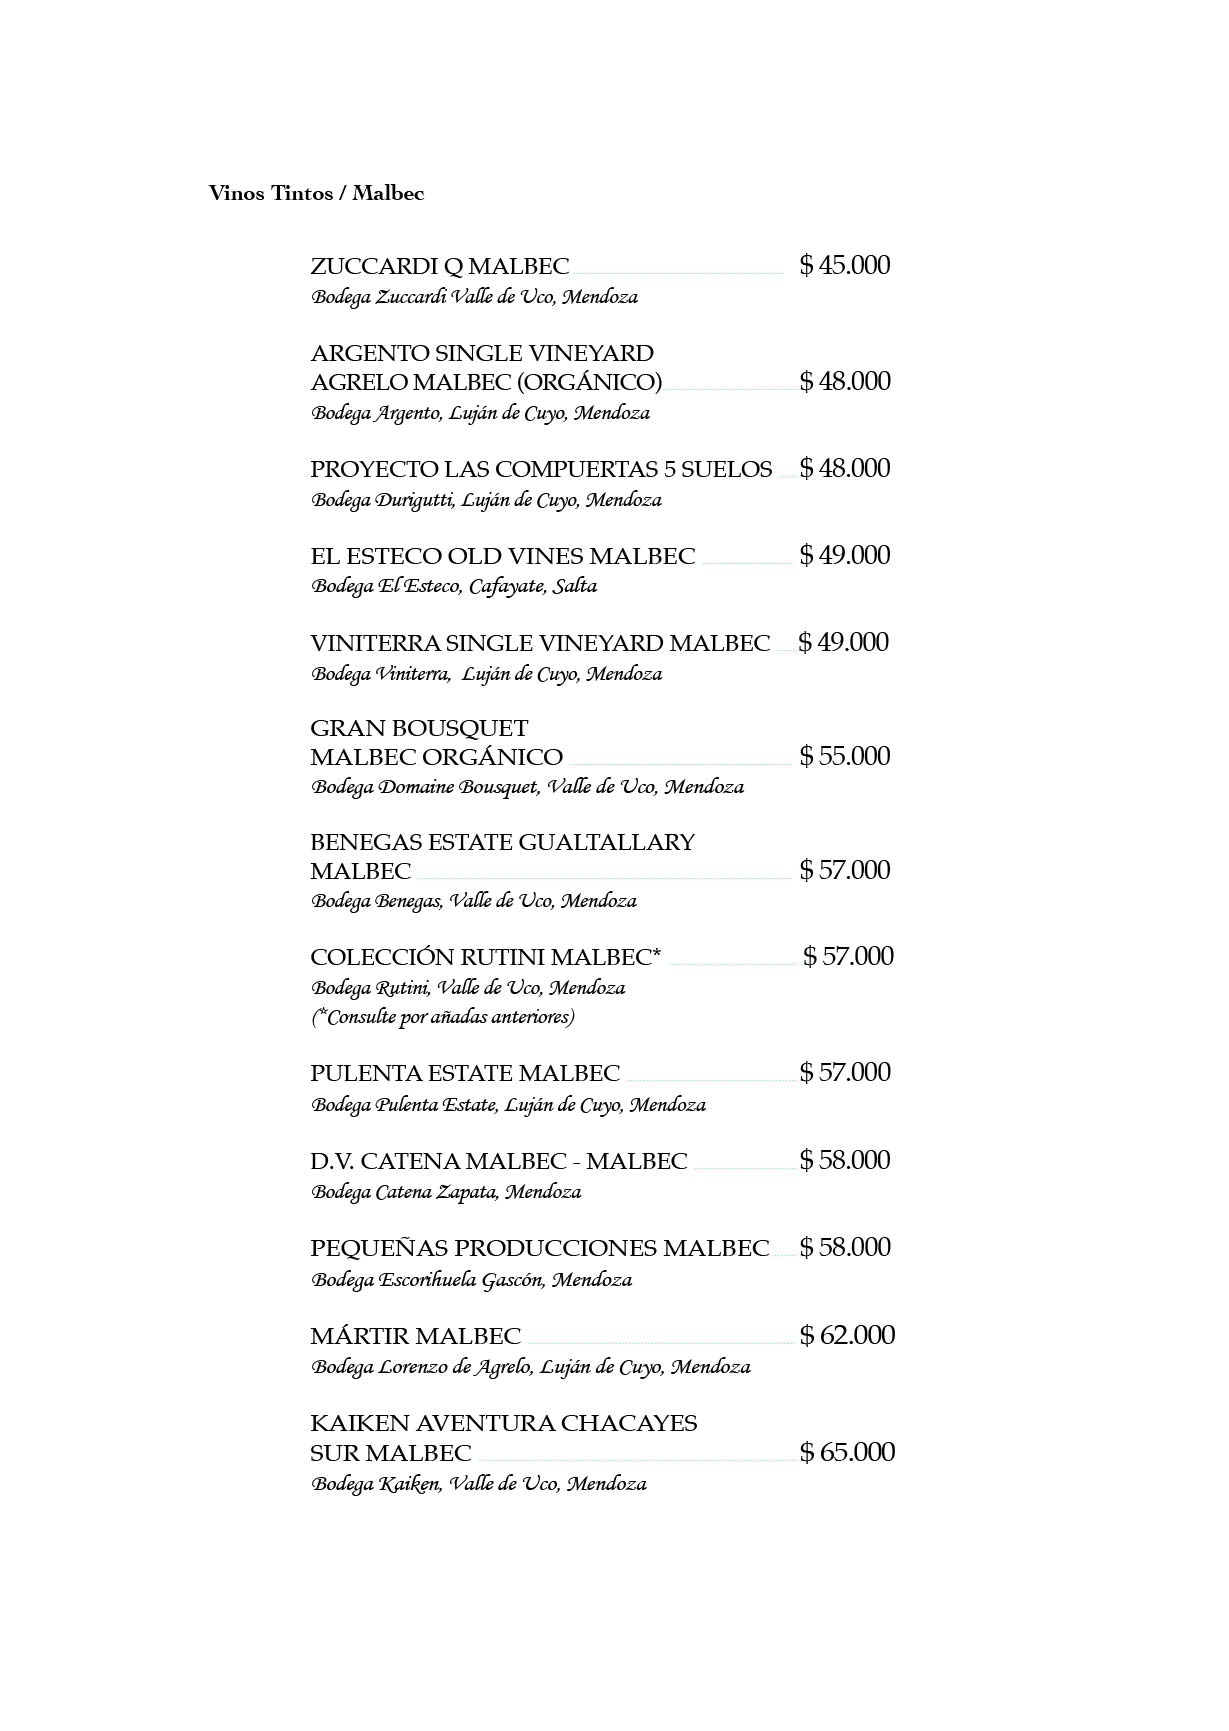 Vinos Tintos / Malbec
ZUCCARDI Q MALBEC $ 45.000
Bodega Zuccardi Valle de Uco, Mendoza
ARGENTO SINGLE VINEYARD
AGRELO MALBEC (ORGÁNICO) $ 48.000
Bodega Argento, Luján de Cuyo, Mendoza
PROYECTO LAS COMPUERTAS 5 SUELOS $ 48.000
Bodega Durigutti, Luján de Cuyo, Mendoza
EL ESTECO OLD VINES MALBEC $ 49.000
Bodega El Esteco, Cafayate, Salta
VINITERRA SINGLE VINEYARD MALBEC $ 49.000
Bodega Viniterra, Luján de Cuyo, Mendoza
GRAN BOUSQUET
MALBEC ORGÁNICO $ 55.000
Bodega Domaine Bousquet, Valle de Uco, Mendoza
BENEGAS ESTATE GUALTALLARY
MALBEC $ 57.000
Bodega Benegas, Valle de Uco, Mendoza
COLECCIÓN RUTINI MALBEC* $ 57.000
Bodega Rutini, Valle de Uco, Mendoza
(*Consulte por añadas anteriores)
PULENTA ESTATE MALBEC $ 57.000
Bodega Pulenta Estate, Luján de Cuyo, Mendoza
D.V. CATENA MALBEC - MALBEC $ 58.000
Bodega Catena Zapata, Mendoza
PEQUEÑAS PRODUCCIONES MALBEC $ 58.000
Bodega Escorihuela Gascón, Mendoza
MÁRTIR MALBEC $ 62.000
Bodega Lorenzo de Agrelo, Luján de Cuyo, Mendoza
KAIKEN AVENTURA CHACAYES
SUR MALBEC $ 65.000
Bodega Kaiken, Valle de Uco, Mendoza